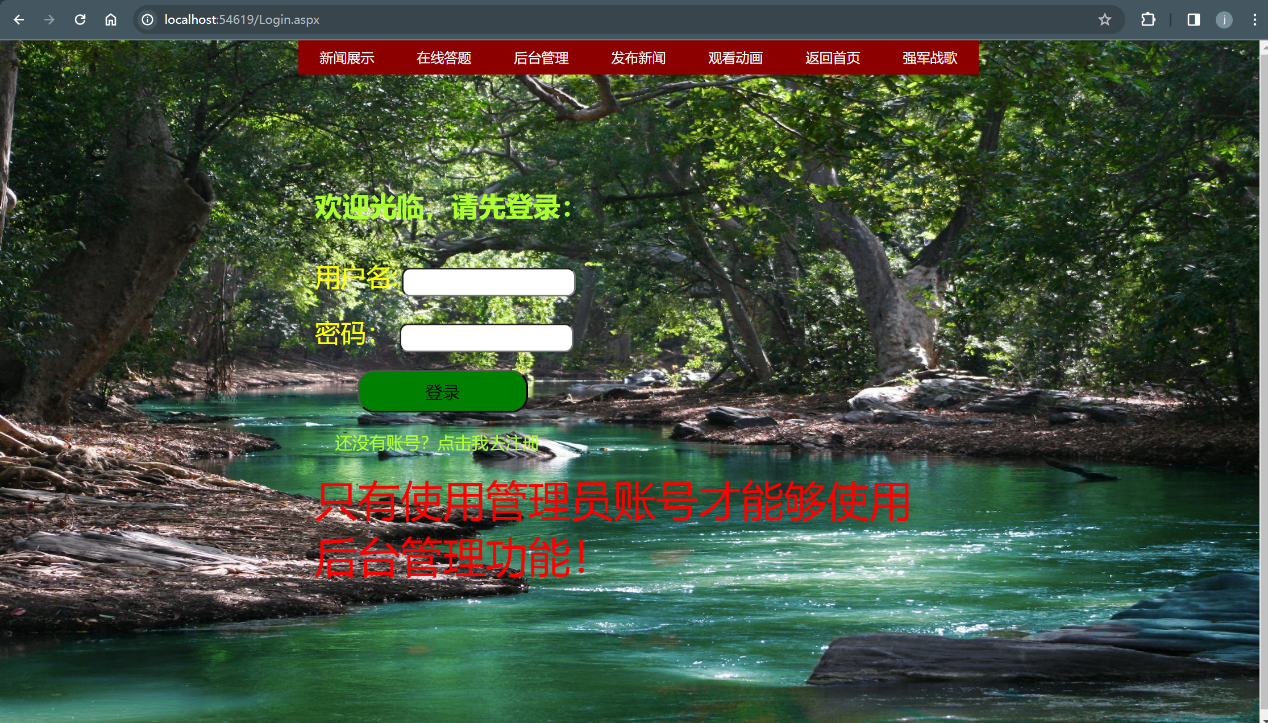 localhost:54619/Login.aspx
i
新闻展示 在线答题 后台管理 发布新闻 观看动画 返回首页 强军战歌
欢迎光临，请先登录：
用户名:
密码：
登录
还没有账号？点击我去注册
只有使用管理员账号才能够使用
后台管理功能！